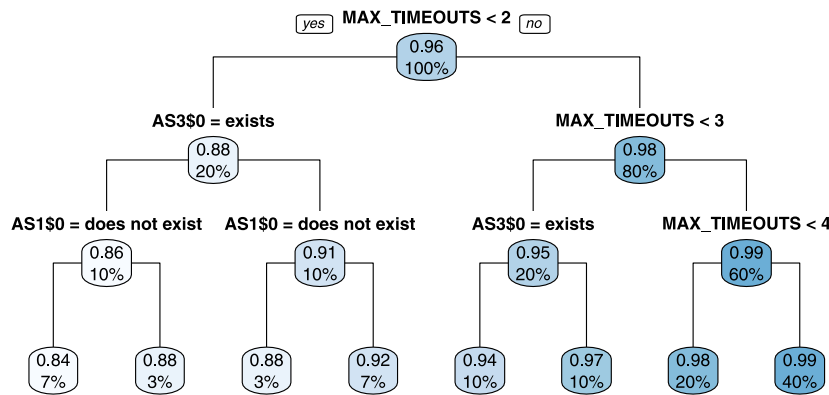 yes MAX_TIMEOUTS < 2 no
0.96
100%
AS3$0 = exists MAX_TIMEOUTS < 3
0.88 0.98
20% 80%
AS1$0 = does not exist AS1$0 = does not exist AS3$0 = exists MAX_TIMEOUTS < 4
0.86 0.91 0.95 0.99
10% 10% 20% 60%
0.84 0.88 0.88 0.92 0.94 0.97 0.98 0.99
7% 3% 3% 7% 10% 10% 20% 40%